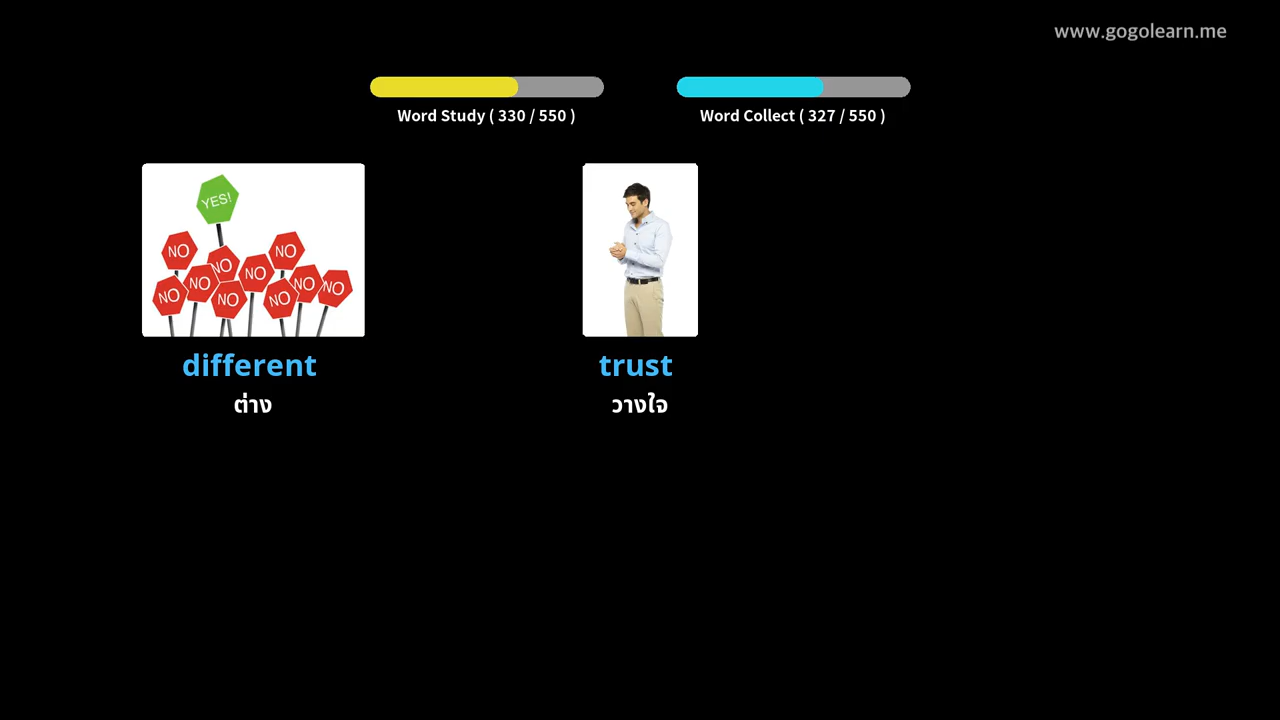 www.gogolearn.me
Word Study ( 330 / 550 )
Word Collect ( 327 / 550 )
YES!
NO
NO
NO
NO
NO
NO
NO
NO
NO
NO
different
ต่าง
trust
วางใจ